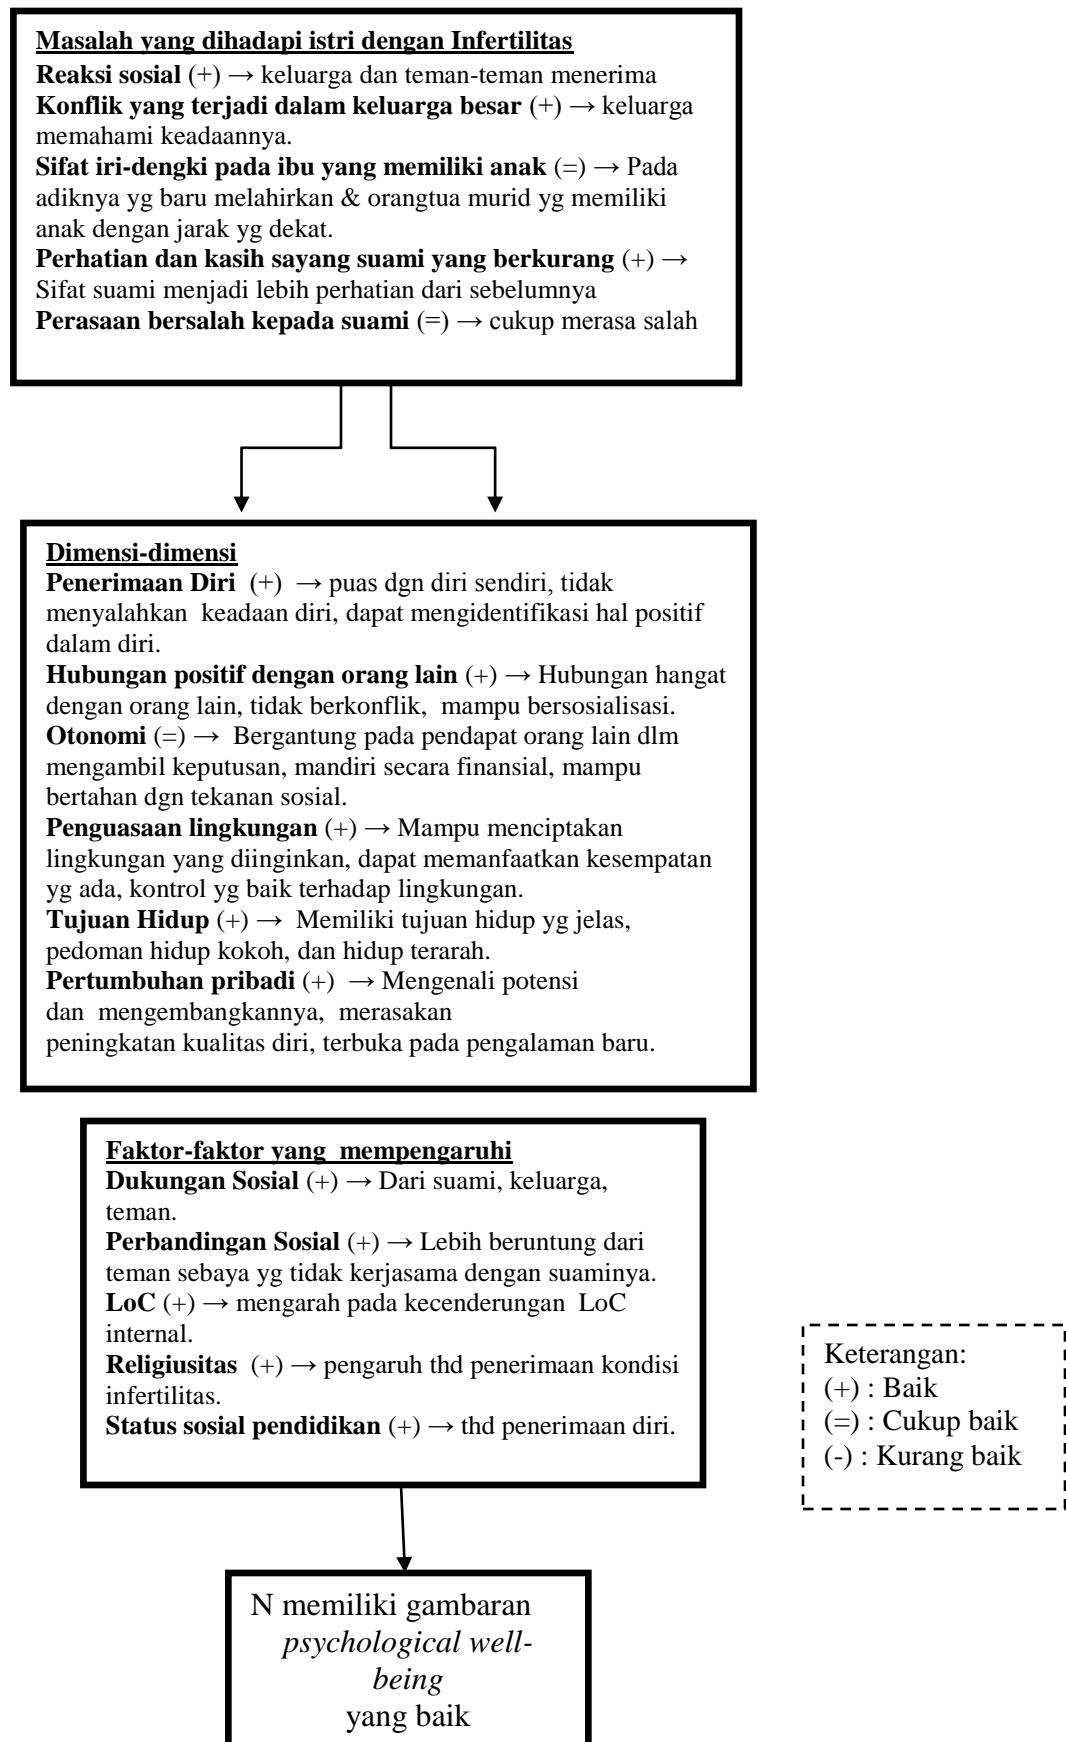 Masalah yang dihadapi istri dengan Infertilitas
Reaksi sosial (+) → keluarga dan teman-teman menerima
Konflik yang terjadi dalam keluarga besar (+) → keluarga
memahami keadaannya.
Sifat iri-dengki pada ibu yang memiliki anak (=) → Pada
adiknya yg baru melahirkan & orangtua murid yg memiliki
anak dengan jarak yg dekat.
Perhatian dan kasih sayang suami yang berkurang (+) →
Sifat suami menjadi lebih perhatian dari sebelumnya
Perasaan bersalah kepada suami (=) → cukup merasa salah
Dimensi-dimensi
Penerimaan Diri (+) → puas dgn diri sendiri, tidak
menyalahkan keadaan diri, dapat mengidentifikasi hal positif
dalam diri.
Hubungan positif dengan orang lain (+) → Hubungan hangat
dengan orang lain, tidak berkonflik, mampu bersosialisasi.
Otonomi (=) → Bergantung pada pendapat orang lain dlm
mengambil keputusan, mandiri secara finansial, mampu
bertahan dgn tekanan sosial.
Penguasaan lingkungan (+) → Mampu menciptakan
lingkungan yang diinginkan, dapat memanfaatkan kesempatan
yg ada, kontrol yg baik terhadap lingkungan.
Tujuan Hidup (+) → Memiliki tujuan hidup yg jelas,
pedoman hidup kokoh, dan hidup terarah.
Pertumbuhan pribadi (+) → Mengenali potensi
dan mengembangkannya, merasakan
peningkatan kualitas diri, terbuka pada pengalaman baru.
Faktor-faktor yang mempengaruhi
Dukungan Sosial (+) → Dari suami, keluarga,
teman.
Perbandingan Sosial (+) → Lebih beruntung dari
teman sebaya yg tidak kerjasama dengan suaminya.
LoC (+) → mengarah pada kecenderungan LoC
internal.
Religiusitas (+) → pengaruh thd penerimaan kondisi
infertilitas.
Status sosial pendidikan (+) → thd penerimaan diri.
Keterangan:
(+) : Baik
(=) : Cukup baik
(-) : Kurang baik
N memiliki gambaran
psychological well-
being
yang baik